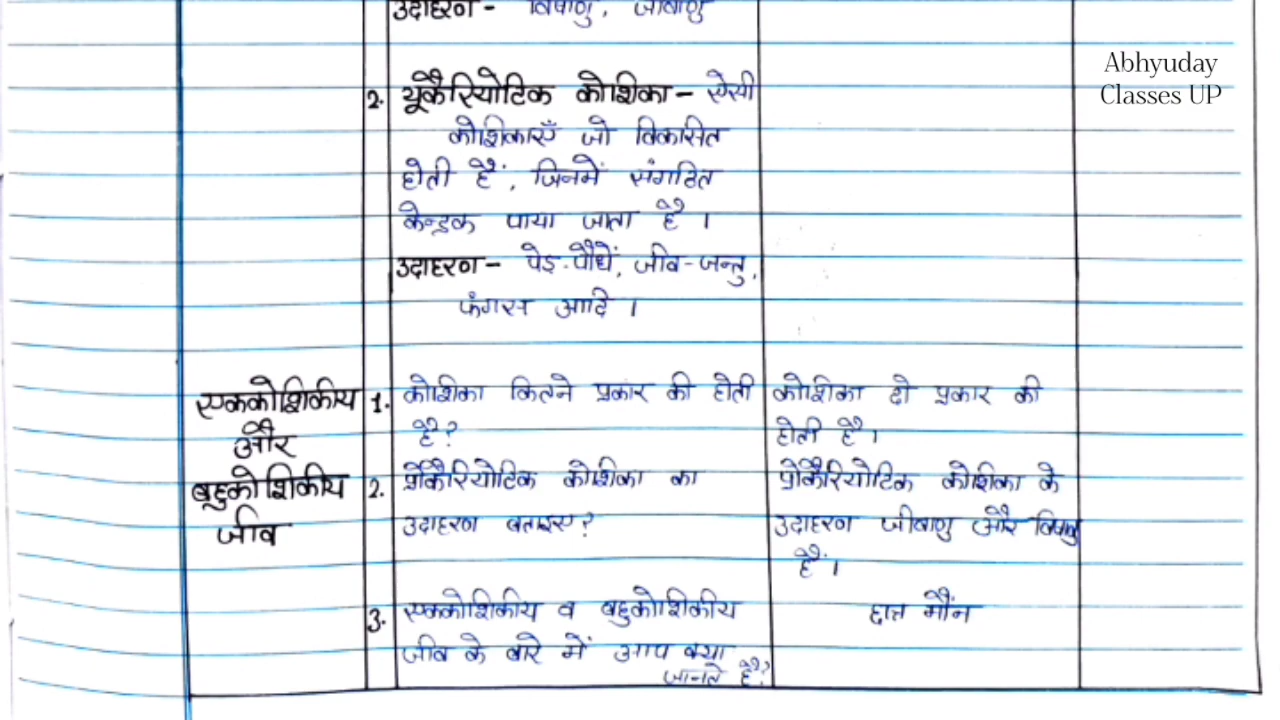 उदाहरण - विषाणु, जीवाणु
Abhyuday
Classes UP
2. यूकैरियोटिक कोशिका - ऐसी
कोशिकाएँ जो विकसित
होती हैं, जिनमें संगठित
केन्द्रक पाया जाता है।
उदाहरण - पेड़-पौधें, जीव-जन्तु,
फंगस आदि।
एककोशिकीय
और
बहुकोशिकीय
जीव
1. कोशिका कितने प्रकार की होती
है?
कोशिका दो प्रकार की
होती है।
2. प्रौकैरियोटिक कोशिका का
उदाहरण बताइए?
प्रोकैरियोटिक कोशिका के
उदाहरण जीवाणु और विषाणु
हैं।
3. एककोशिकीय व बहुकोशिकीय
जीव के बारे में आप क्या
जानते है?
छात्र मौंन